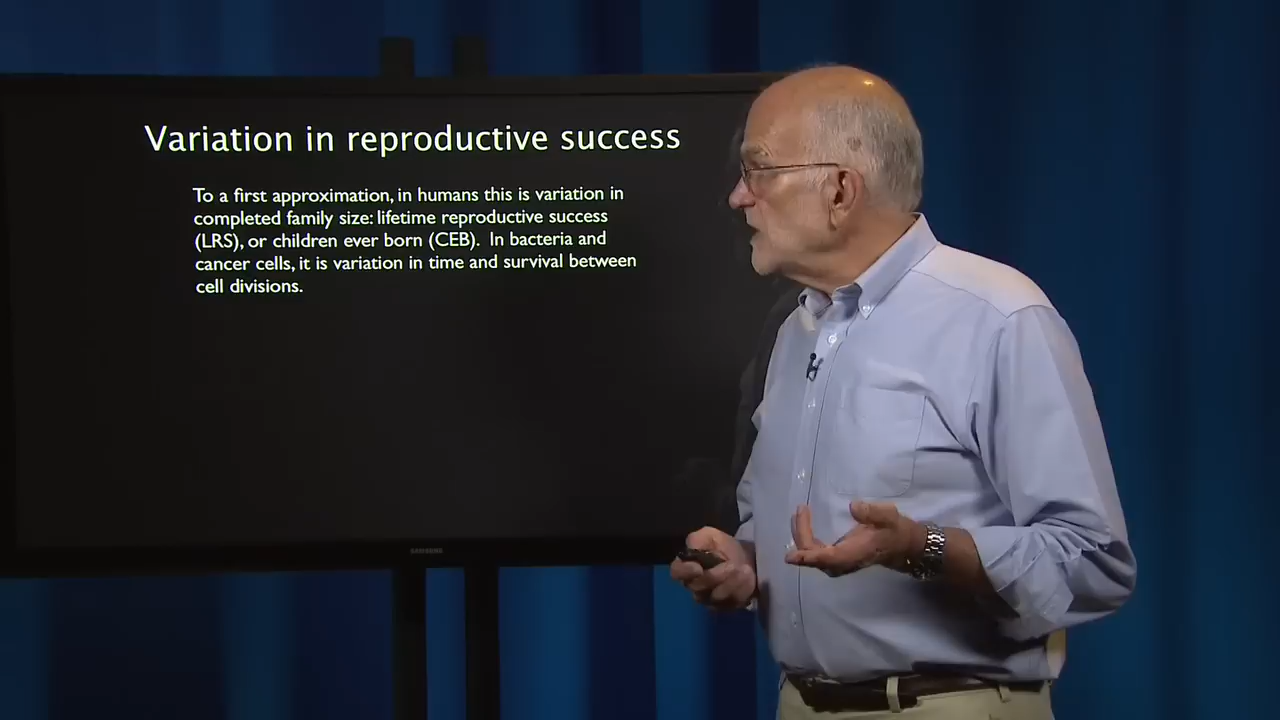 Variation in reproductive success
To a first approximation, in humans this is variation in
completed family size: lifetime reproductive success
(LRS), or children ever born (CEB).  In bacteria and
cancer cells, it is variation in time and survival between
cell divisions.
SAMSUNG